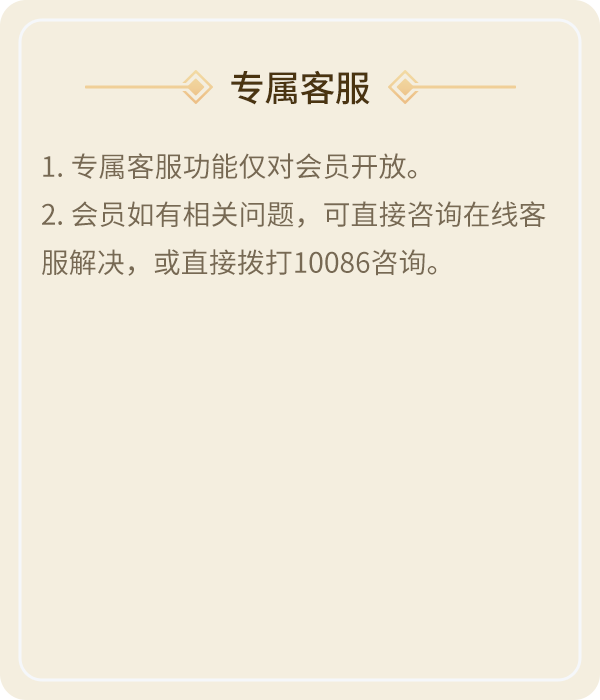 专属客服
1. 专属客服功能仅对会员开放。
2. 会员如有相关问题，可直接咨询在线客
服解决，或直接拨打10086咨询。